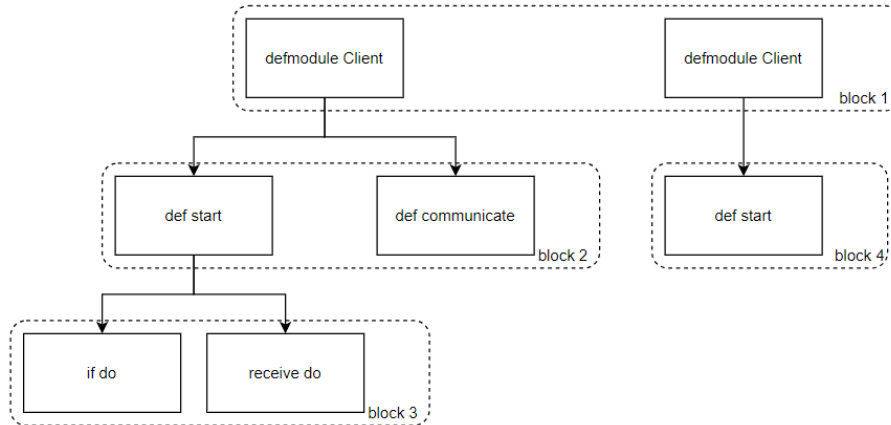 defmodule Client
defmodule Client
block 1
def start
def communicate
block 2
def start
block 4
if do
receive do
block 3